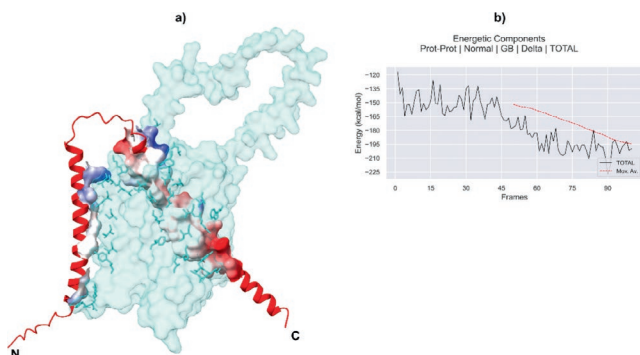 a)
b)
Energetic Components
Prot-Prot | Normal | GB | Delta | TOTAL
Energy (kcal/mol)
−120
−135
−150
−165
−180
−195
−210
−225
1
15
30
45
60
75
90
Frames
TOTAL
Mov. Av.
N
C